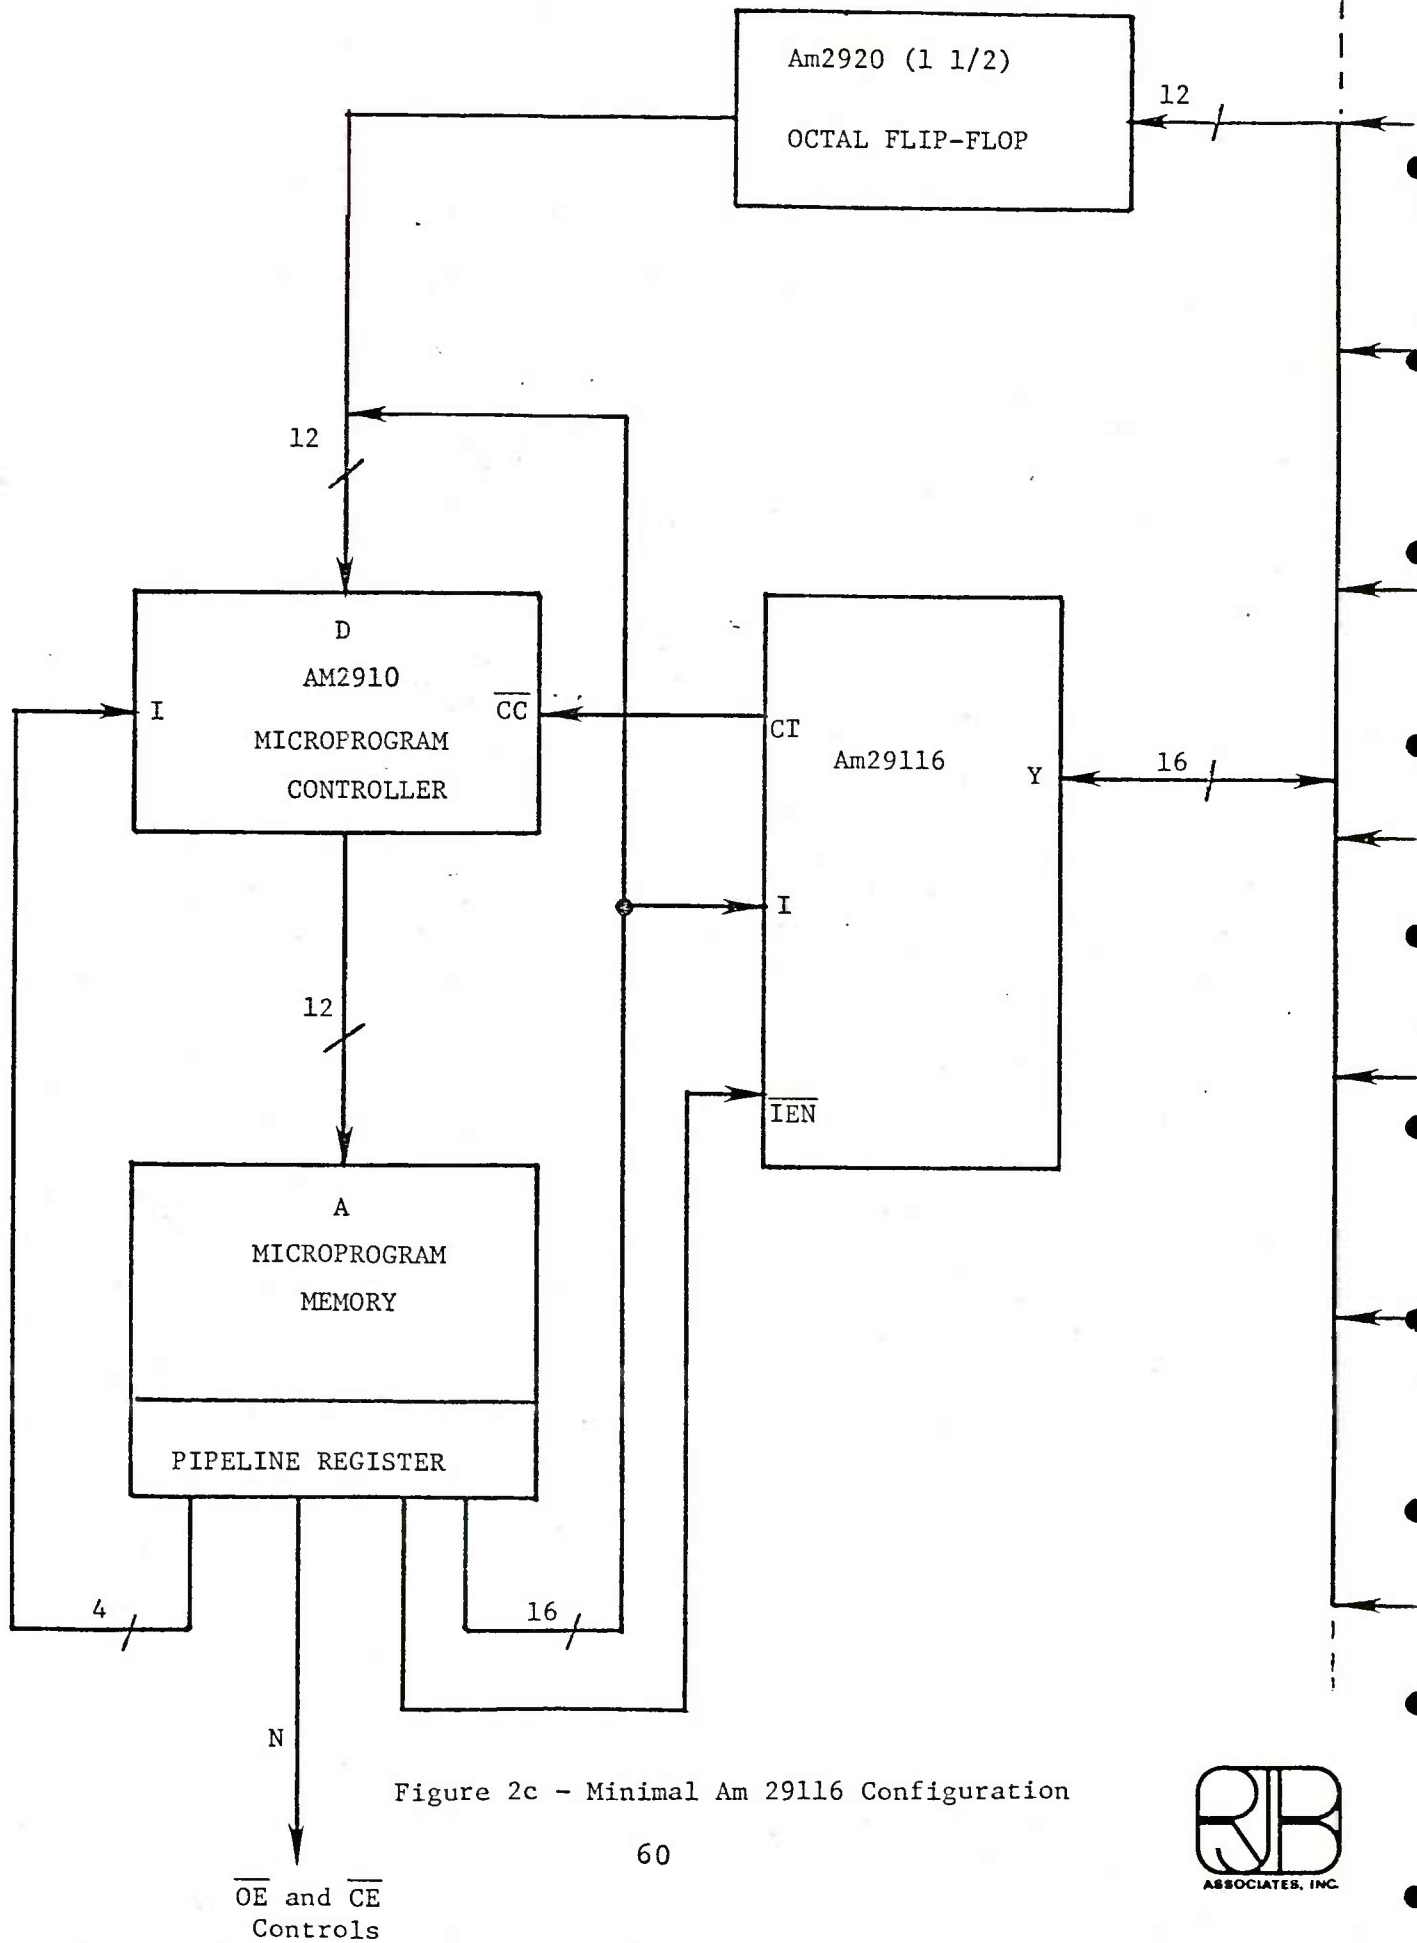 Am2920 (1 1/2)
OCTAL FLIP-FLOP
12
12
D
AM2910
I
CC
MICROPROGRAM
CONTROLLER
CT
Am29116
Y
16
I
12
IEN
A
MICROPROGRAM
MEMORY
PIPELINE REGISTER
4
16
N
Figure 2c - Minimal Am 29116 Configuration
60
RJB
ASSOCIATES, INC.
OE and CE
Controls